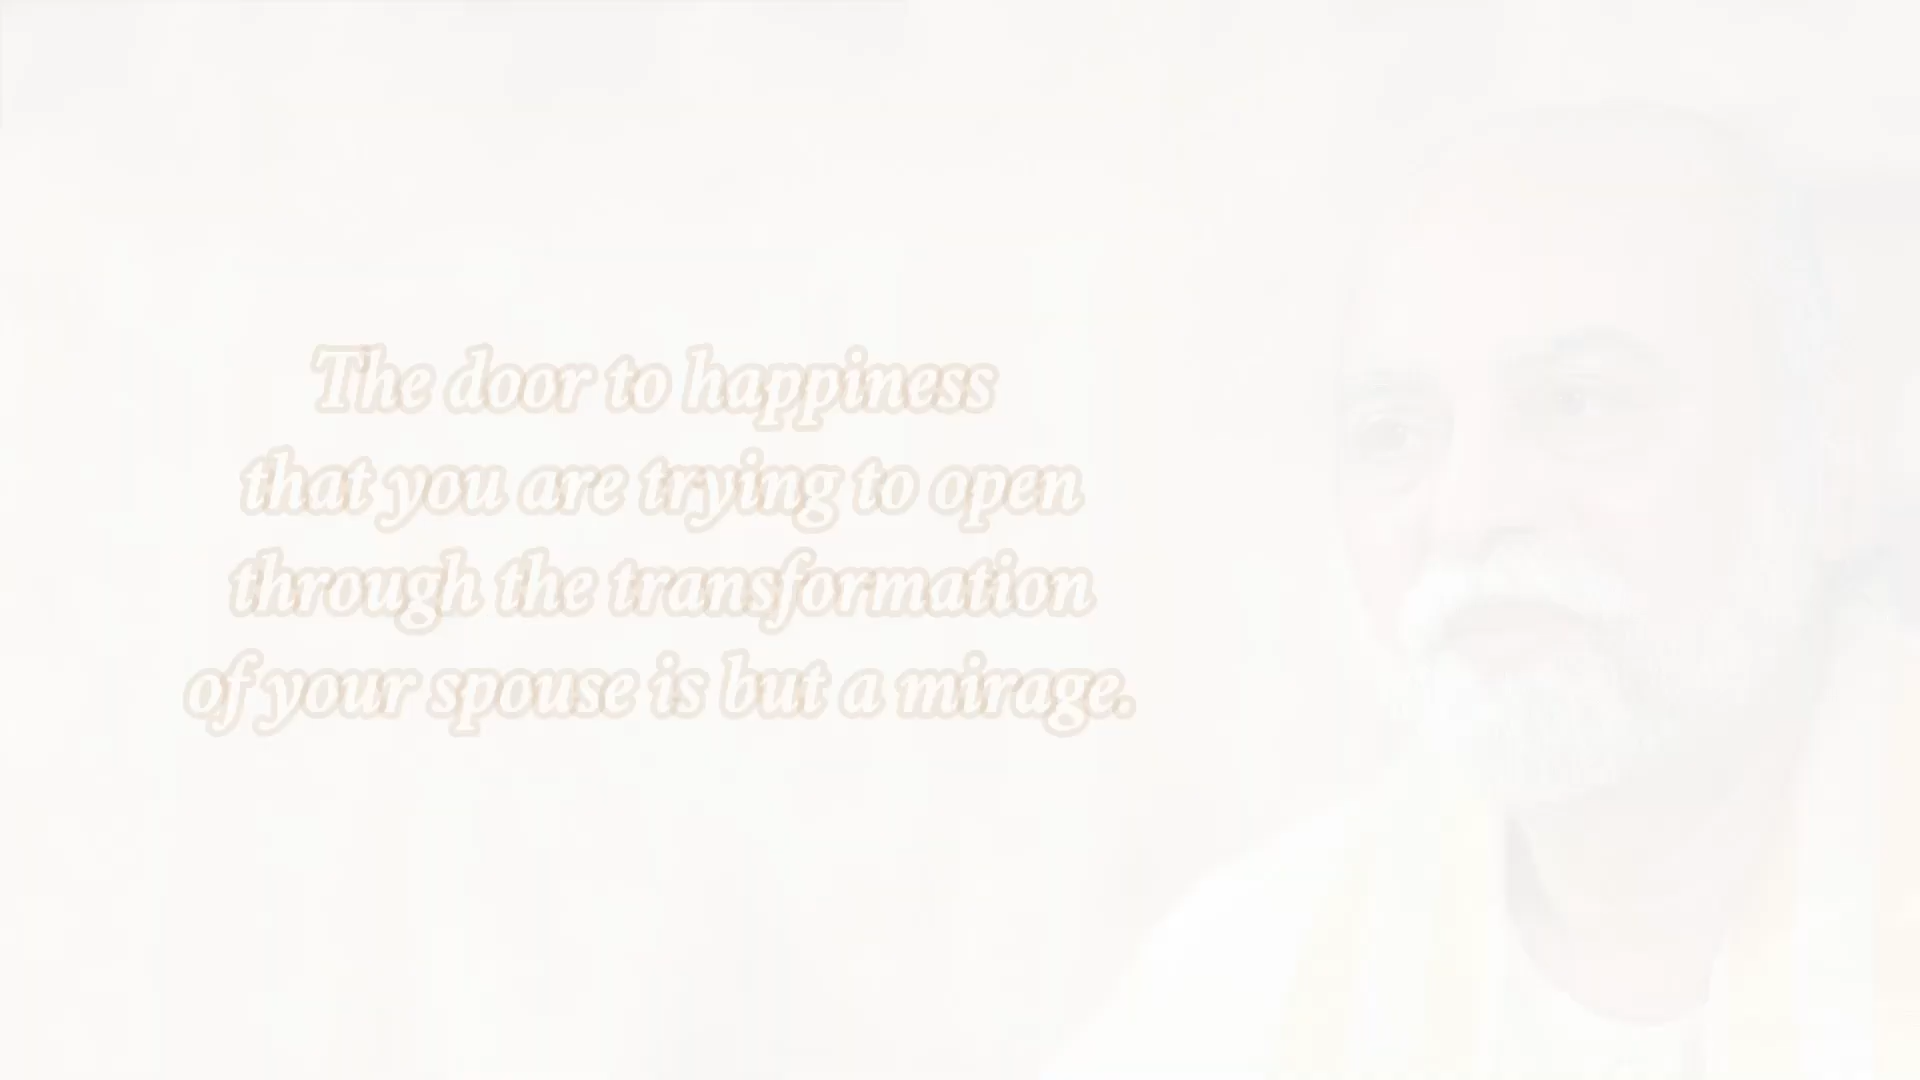 The door to happiness
that you are trying to open
through the transformation
of your spouse is but a mirage.